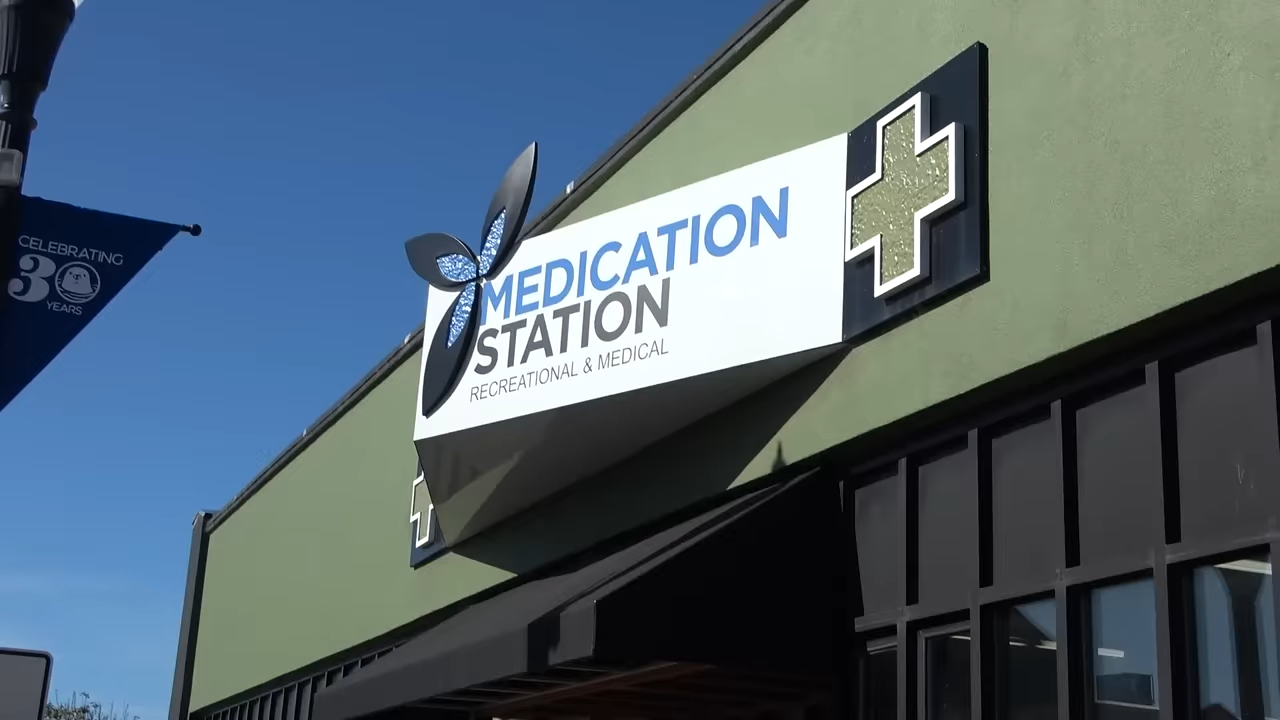 CELEBRATING
30
YEARS
MEDICATION
STATION
RECREATIONAL & MEDICAL